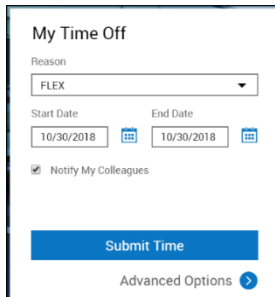 My Time Off
Reason
FLEX
Start Date End Date
10/30/2018 10/30/2018
Notify My Colleagues
Submit Time
Advanced Options